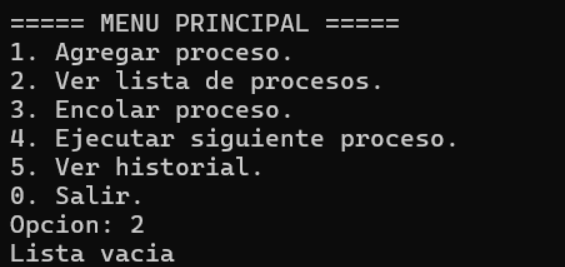 ===== MENU PRINCIPAL =====
1. Agregar proceso.
2. Ver lista de procesos.
3. Encolar proceso.
4. Ejecutar siguiente proceso.
5. Ver historial.
0. Salir.
Opcion: 2
Lista vacia